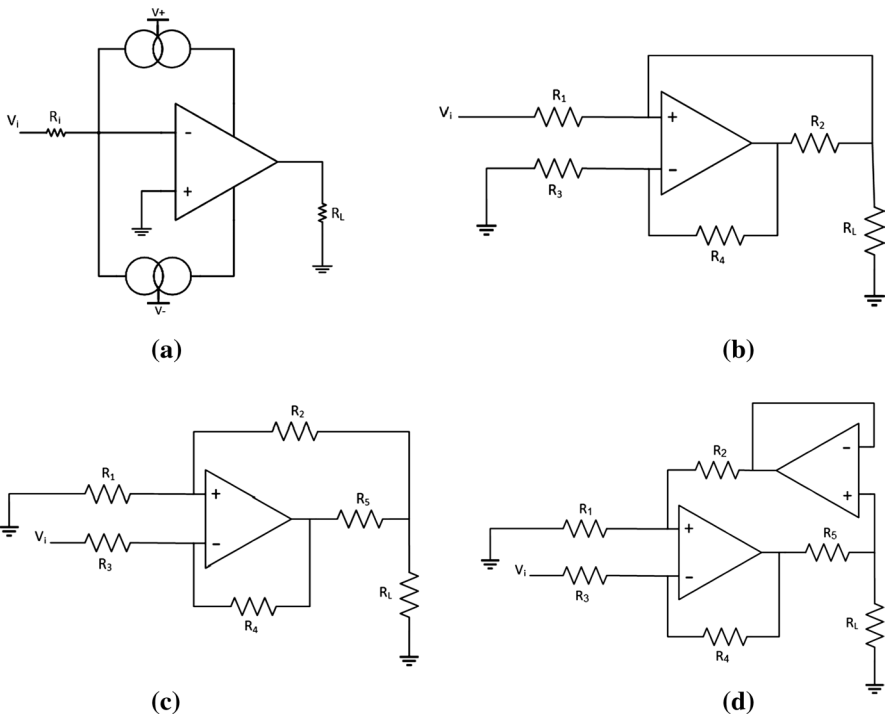 V+
Vi
Ri
-
+
RL
V-
(a)
Vi
R1
+
R2
R3
-
R4
RL
(b)
R2
R1
+
R5
Vi
-
R3
R4
RL
(c)
-
R2
+
R1
+
R5
Vi
-
R3
R4
RL
(d)